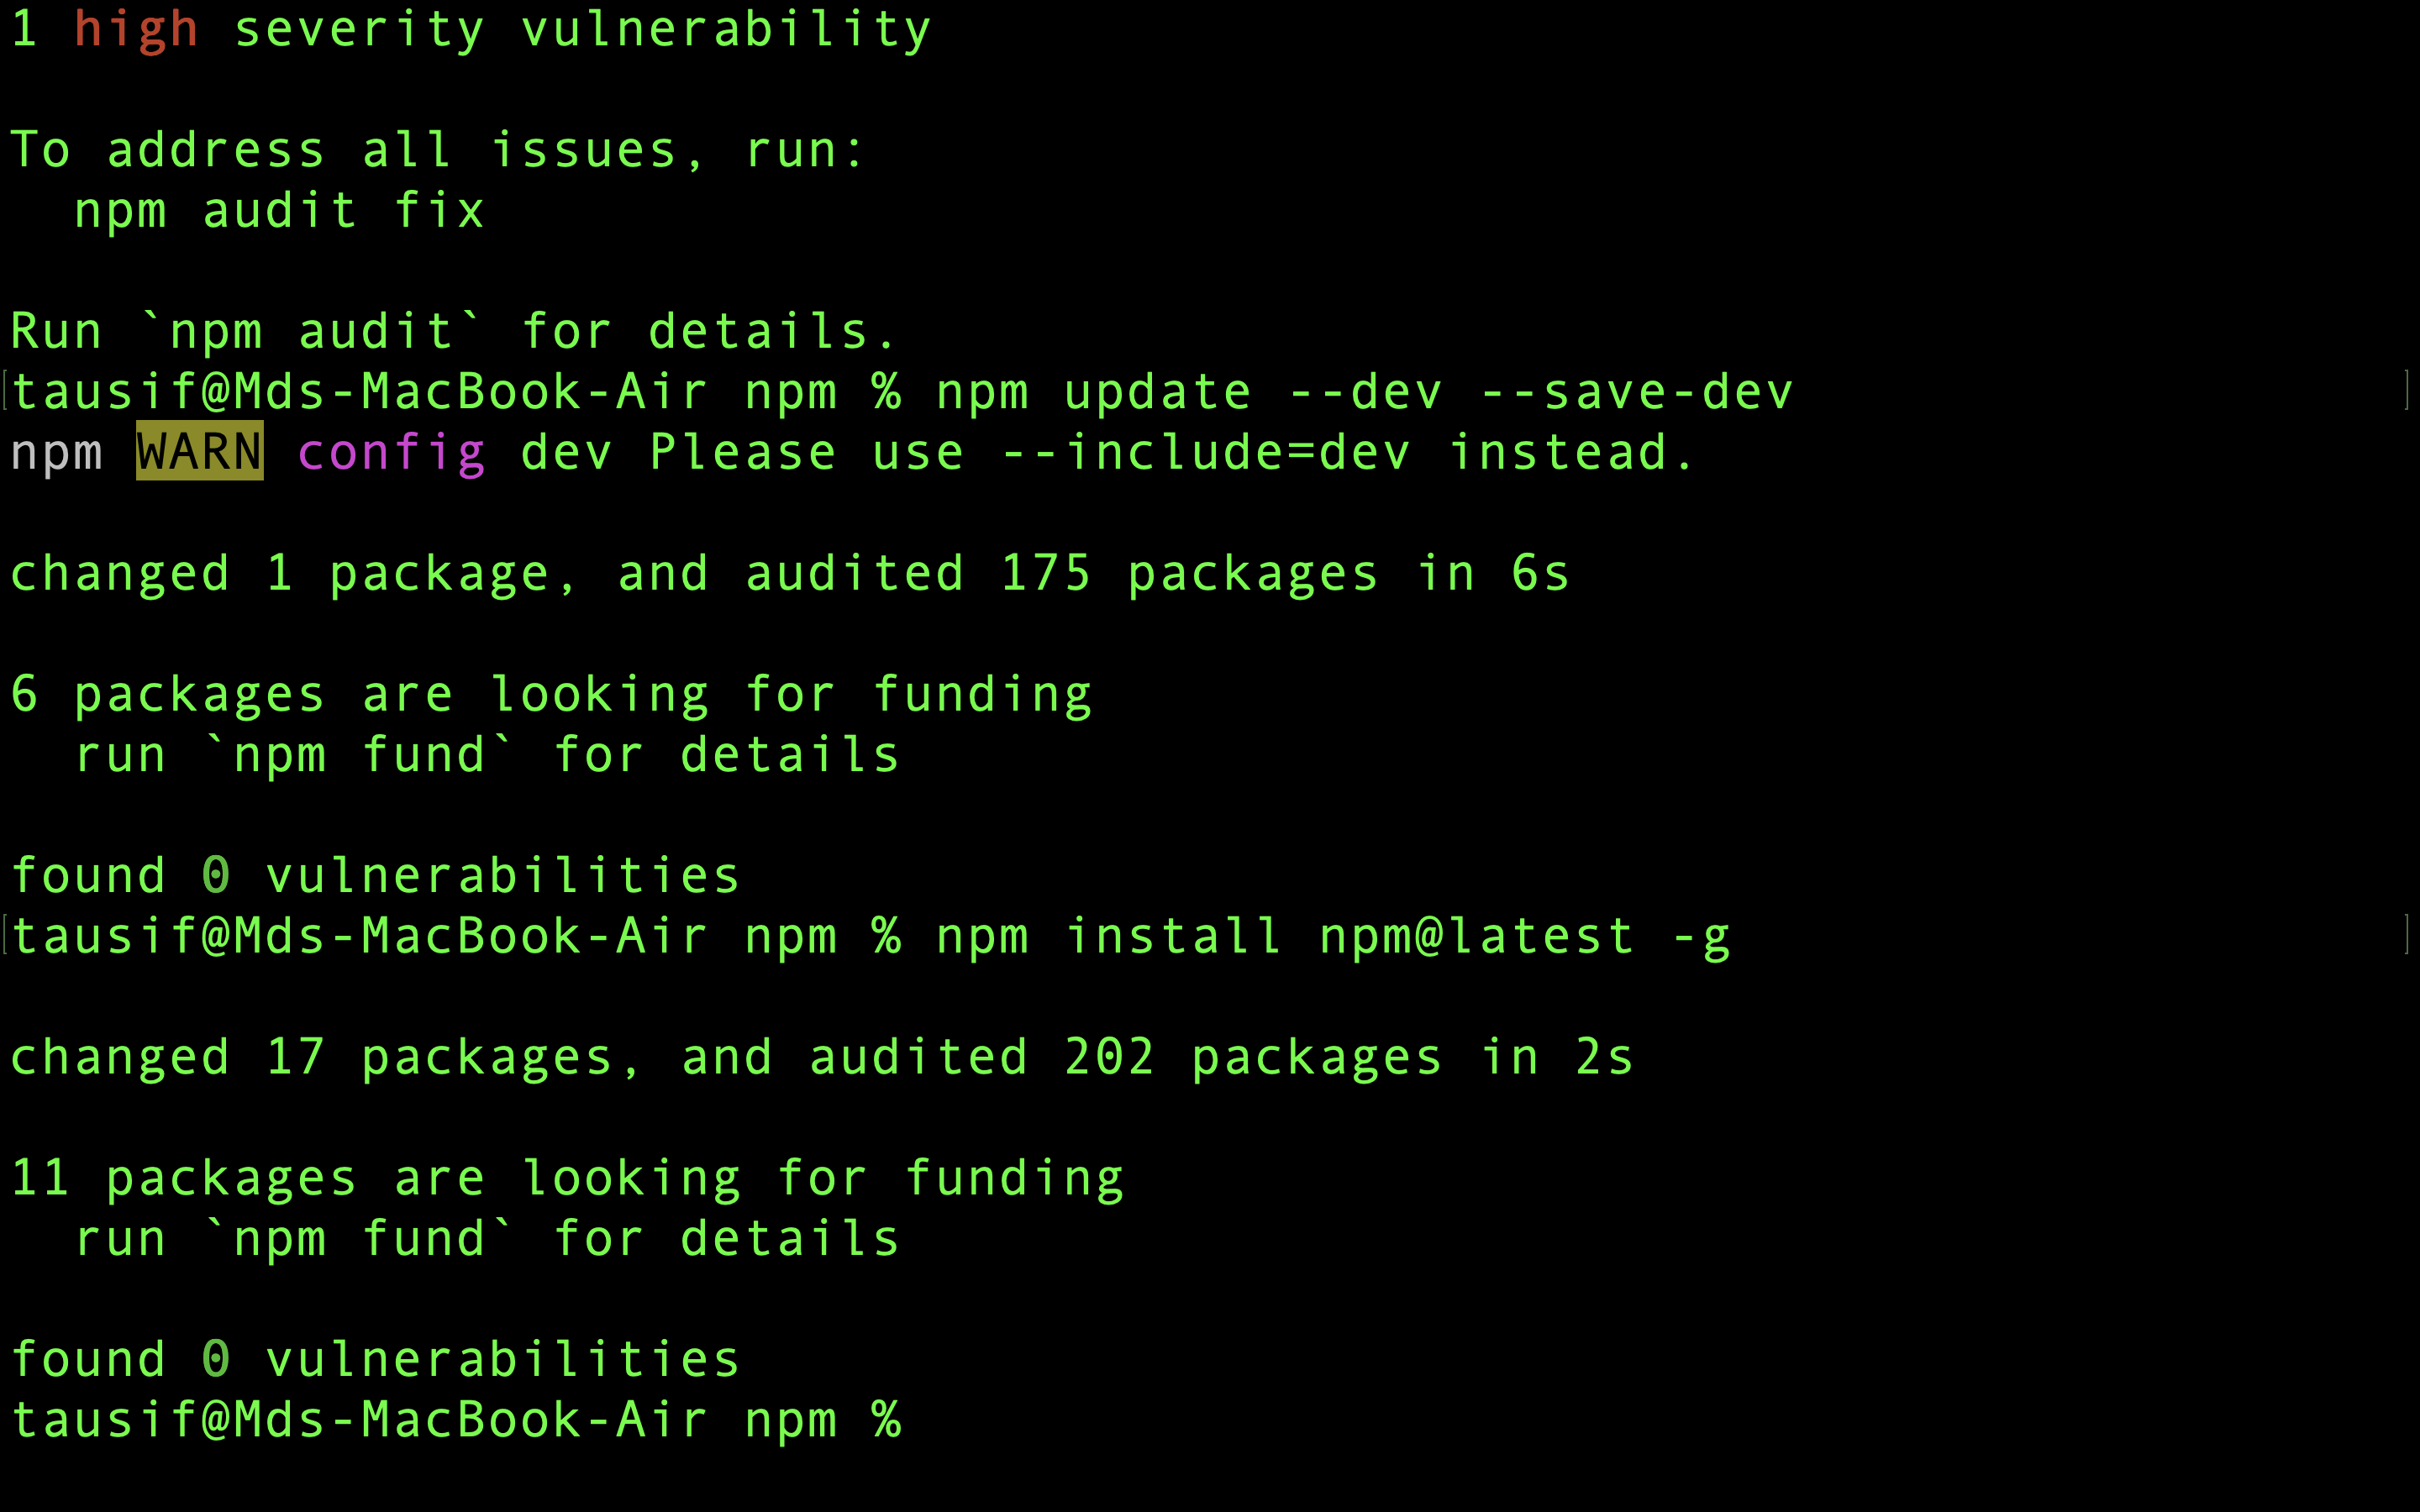 1 high severity vulnerability
To address all issues, run:
  npm audit fix
Run `npm audit` for details.
[tausif@Mds-MacBook-Air npm % npm update --dev --save-dev ]
npm WARN config dev Please use --include=dev instead.
changed 1 package, and audited 175 packages in 6s
6 packages are looking for funding
  run `npm fund` for details
found 0 vulnerabilities
[tausif@Mds-MacBook-Air npm % npm install npm@latest -g ]
changed 17 packages, and audited 202 packages in 2s
11 packages are looking for funding
  run `npm fund` for details
found 0 vulnerabilities
tausif@Mds-MacBook-Air npm %